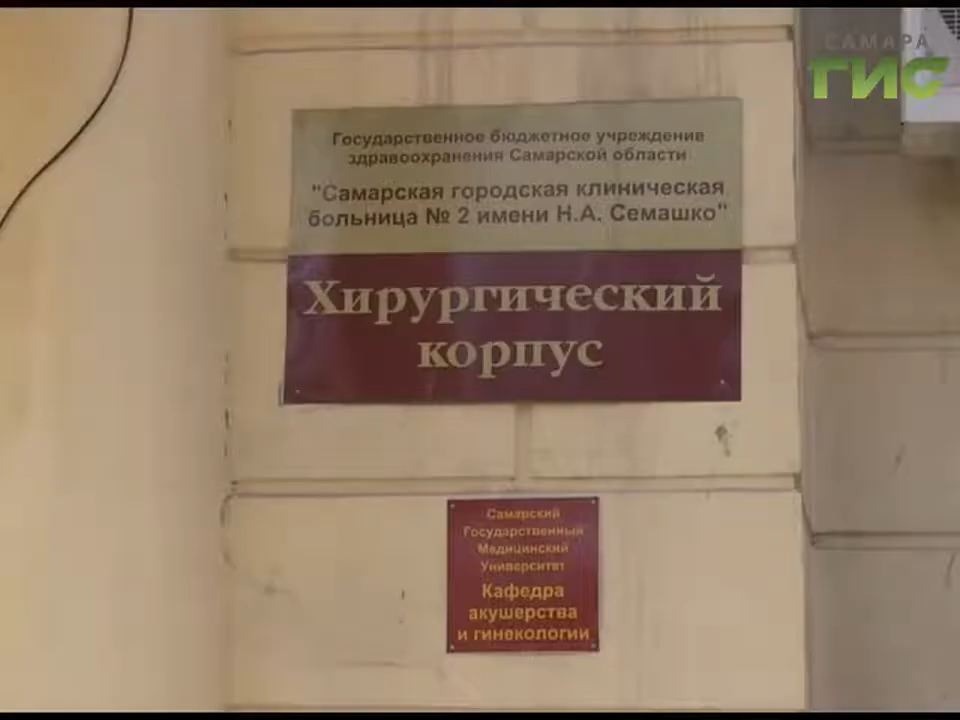 САМАРА
ГИС
Государственное бюджетное учреждение
здравоохранения Самарской области
"Самарская городская клиническая
больница № 2 имени Н.А. Семашко"
Хирургический
корпус
Самарский
Государственный
Медицинский
Университет
Кафедра
акушерства
и гинекологии